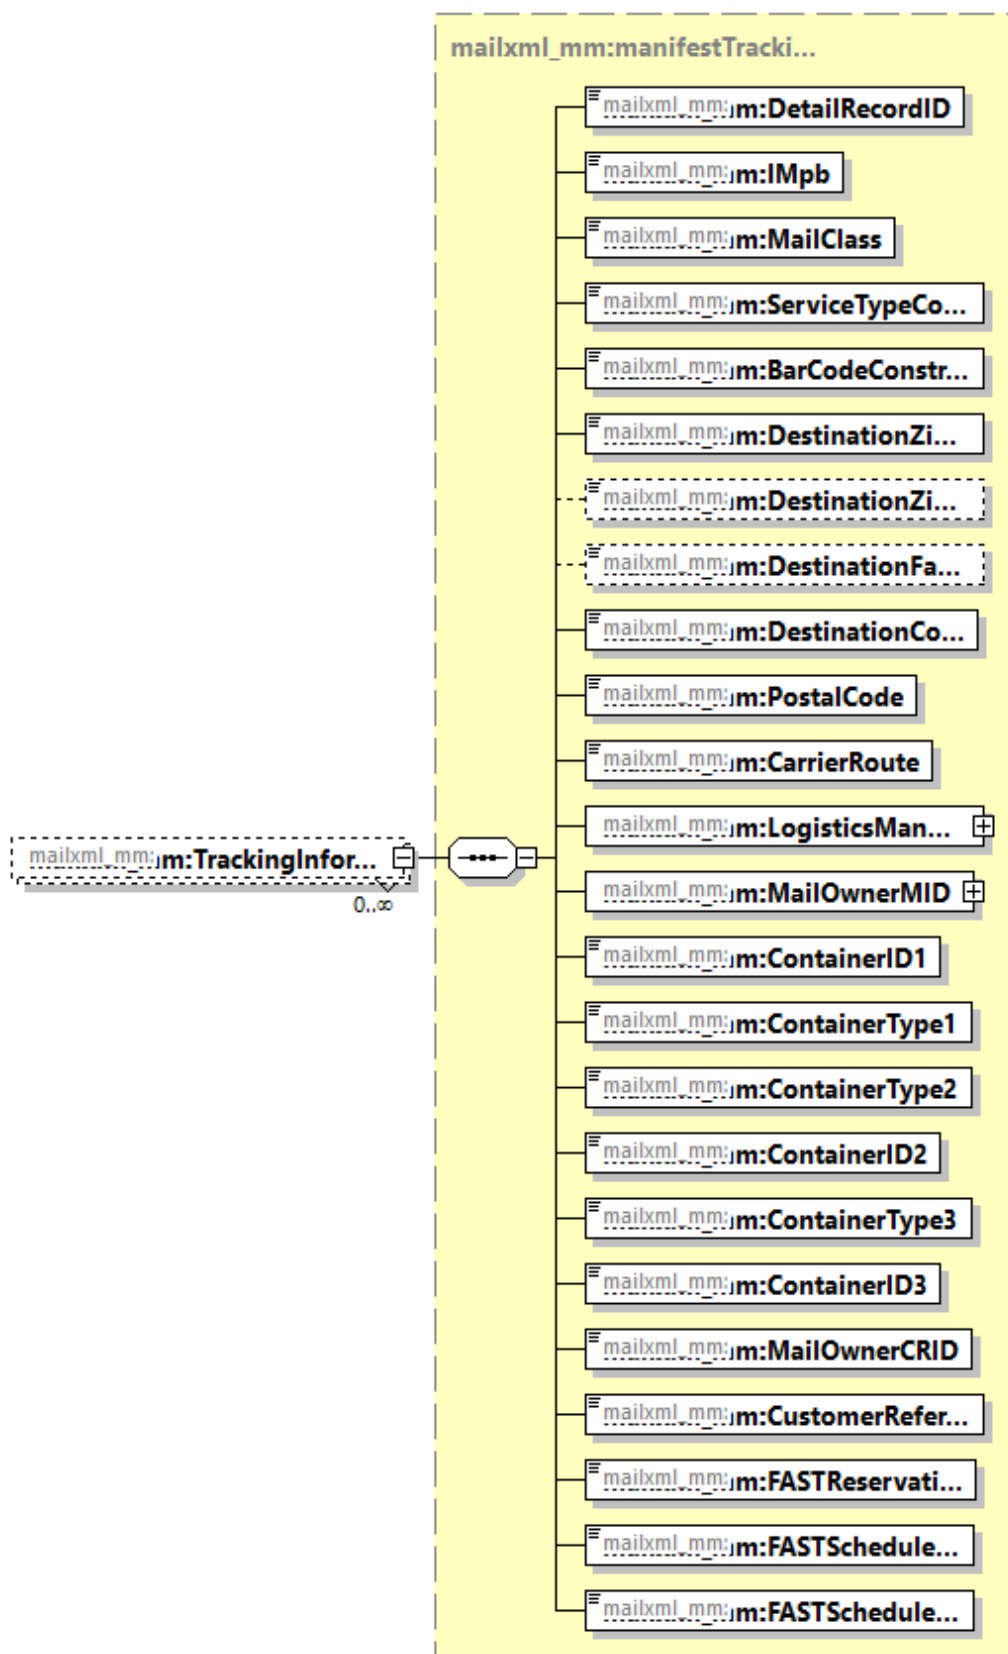 mailxml_mm:manifestTracki...
mailxml_mm:m:DetailRecordID
mailxml_mm:m:IMpb
mailxml_mm:m:MailClass
mailxml_mm:m:ServiceTypeCo...
mailxml_mm:m:BarCodeConstr...
mailxml_mm:m:DestinationZi...
mailxml_mm:m:DestinationZi...
mailxml_mm:m:DestinationFa...
mailxml_mm:m:DestinationCo...
mailxml_mm:m:PostalCode
mailxml_mm:m:CarrierRoute
mailxml_mm:m:LogisticsMan...
mailxml_mm:m:TrackingInfor...
0..∞
mailxml_mm:m:MailOwnerMID
mailxml_mm:m:ContainerID1
mailxml_mm:m:ContainerType1
mailxml_mm:m:ContainerType2
mailxml_mm:m:ContainerID2
mailxml_mm:m:ContainerType3
mailxml_mm:m:ContainerID3
mailxml_mm:m:MailOwnerCRID
mailxml_mm:m:CustomerRefer...
mailxml_mm:m:FASTReservati...
mailxml_mm:m:FASTSchedule...
mailxml_mm:m:FASTSchedule...